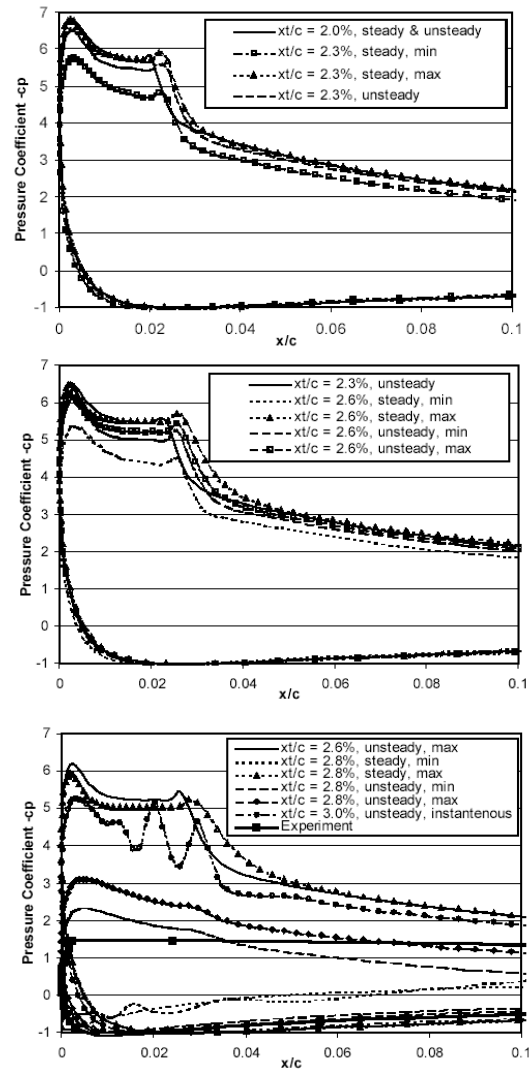 7
6
5
4
3
2
1
0
-1
Pressure Coefficient -cp
xt/c = 2.0%, steady & unsteady
xt/c = 2.3%, steady, min
xt/c = 2.3%, steady, max
xt/c = 2.3%, unsteady
0 0.02 0.04 0.06 0.08 0.1
x/c
7
6
5
4
3
2
1
0
-1
Pressure Coefficient -cp
xt/c = 2.3%, unsteady
xt/c = 2.6%, steady, min
xt/c = 2.6%, steady, max
xt/c = 2.6%, unsteady, min
xt/c = 2.6%, unsteady, max
0 0.02 0.04 0.06 0.08 0.1
x/c
7
6
5
4
3
2
1
0
-1
Pressure Coefficient -cp
xt/c = 2.6%, unsteady, max
xt/c = 2.8%, steady, min
xt/c = 2.8%, steady, max
xt/c = 2.8%, unsteady, min
xt/c = 2.8%, unsteady, max
xt/c = 3.0%, unsteady, instantenous
Experiment
0 0.02 0.04 0.06 0.08 0.1
x/c